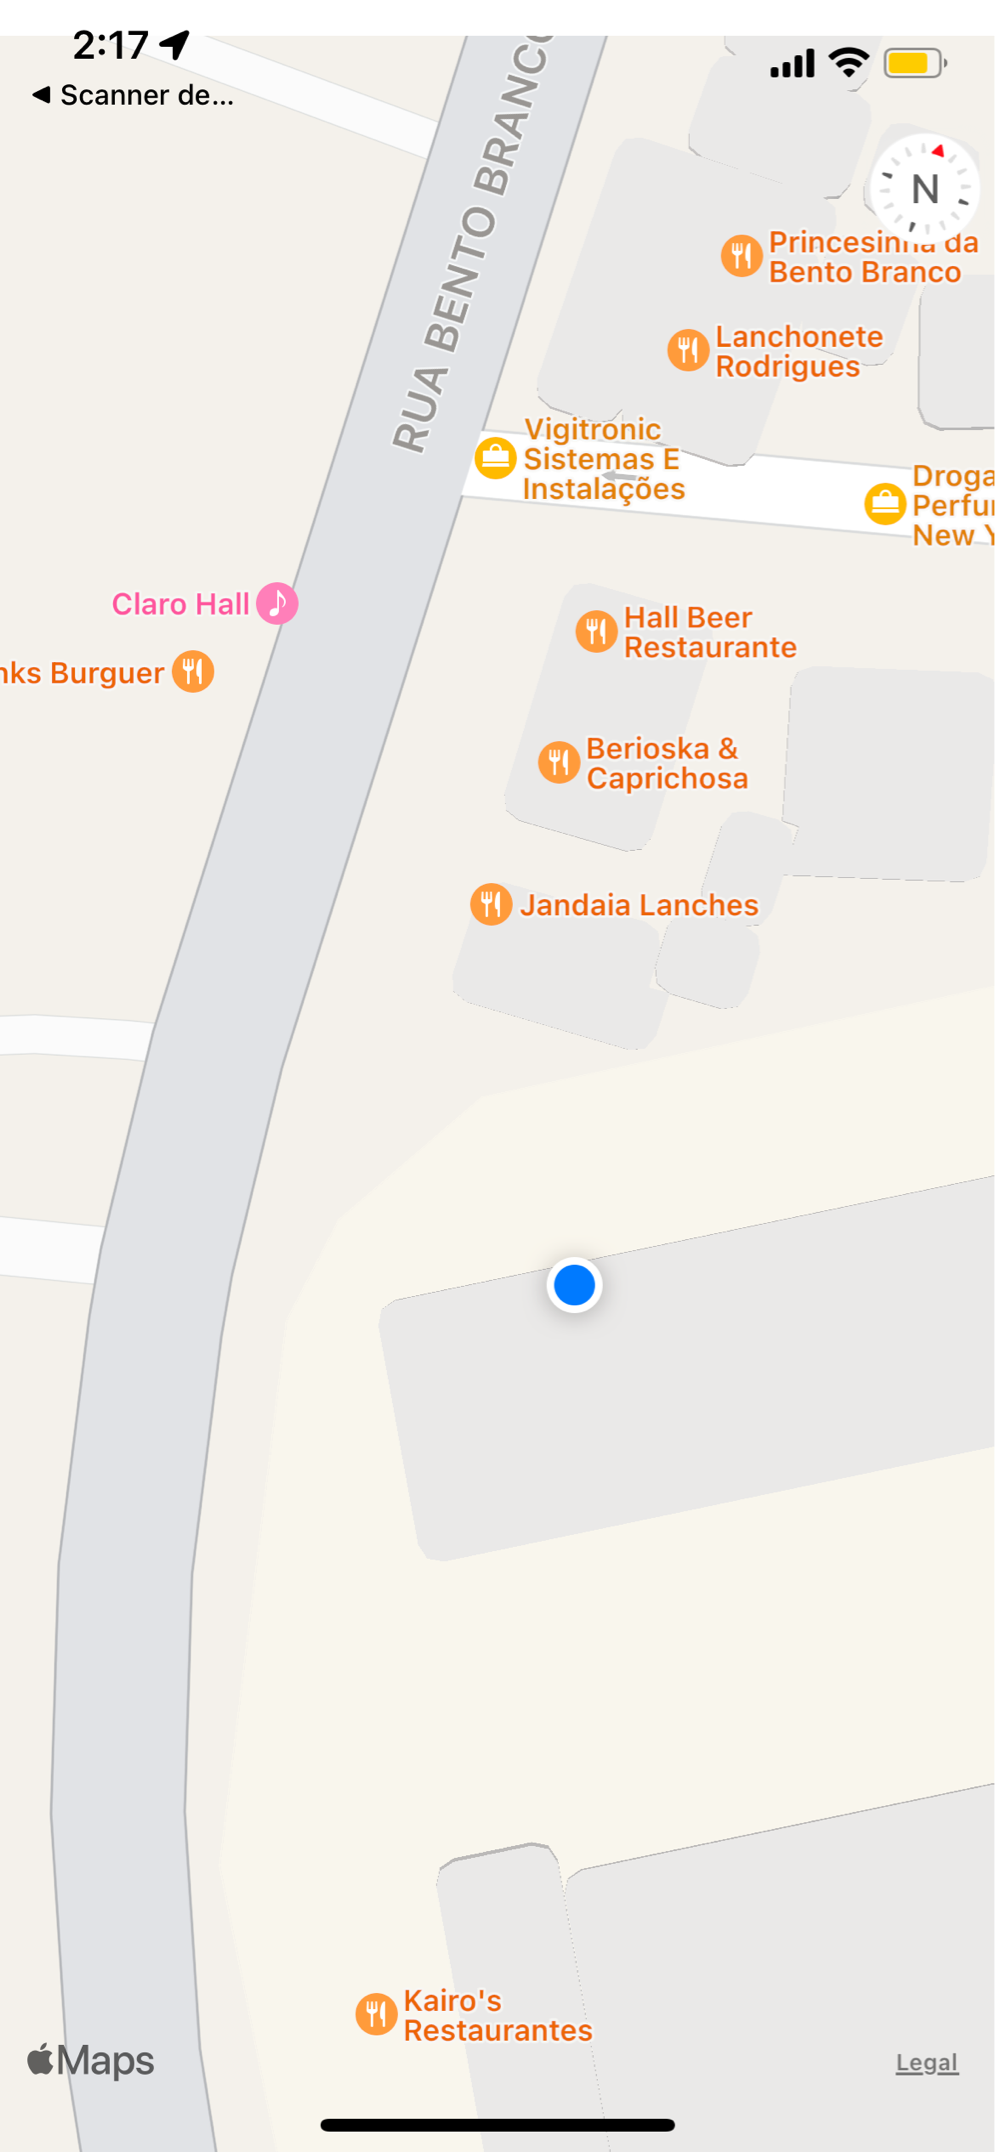 2:17
◀ Scanner de...
N
RUA BENTO BRANCO
Princesinha da
Bento Branco
Lanchonete
Rodrigues
Vigitronic
Sistemas E
Instalações
Droga
Perfu
New Y
Claro Hall
nks Burguer
Hall Beer
Restaurante
Berioska &
Caprichosa
Jandaia Lanches
Kairo's
Restaurantes
Maps
Legal